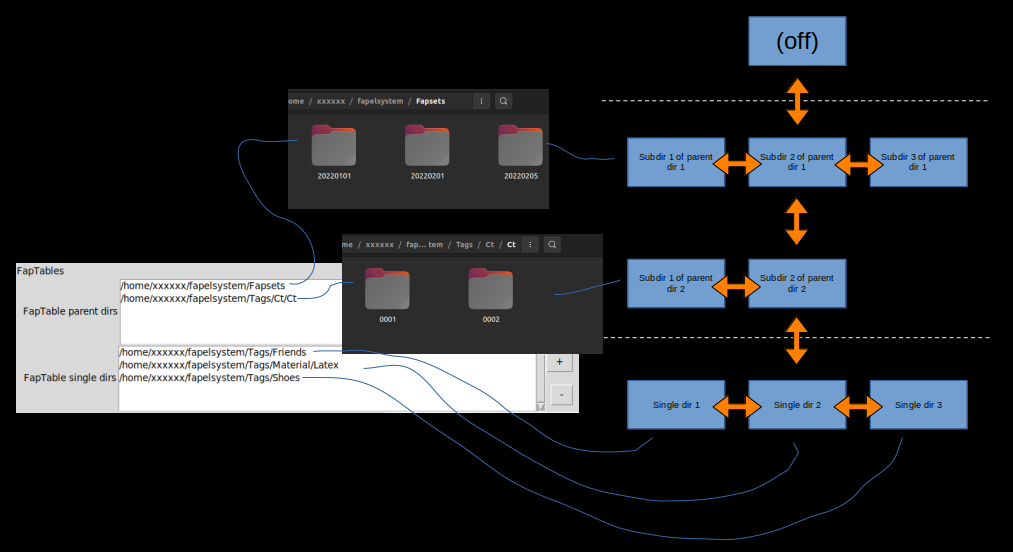 (off)
ome / xxxxxx / fapelsystem / Fapsets
20220101
20220201
20220205
Subdir 1 of parent
dir 1
Subdir 2 of parent
dir 1
Subdir 3 of parent
dir 1
me / xxxxxx / fap... tem / Tags / Ct / Ct
0001
0002
Subdir 1 of parent
dir 2
Subdir 2 of parent
dir 2
FapTables
FapTable parent dirs
/home/xxxxxx/fapelsystem/Fapsets
/home/xxxxxx/fapelsystem/Tags/Ct/Ct
FapTable single dirs
/home/xxxxxx/fapelsystem/Tags/Friends
/home/xxxxxx/fapelsystem/Tags/Material/Latex
/home/xxxxxx/fapelsystem/Tags/Shoes
+
-
Single dir 1
Single dir 2
Single dir 3